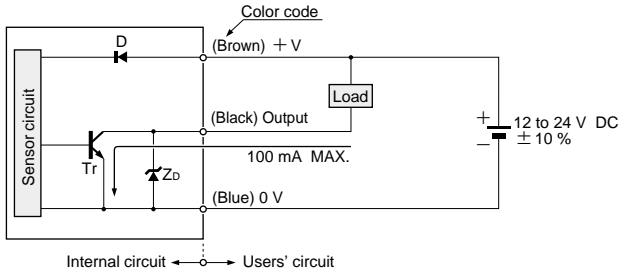 Color code
D
(Brown) +V
Sensor circuit
Load
(Black) Output
+
12 to 24 V DC
± 10 %
−
100 mA MAX.
Tr
ZD
(Blue) 0 V
Internal circuit
Users' circuit